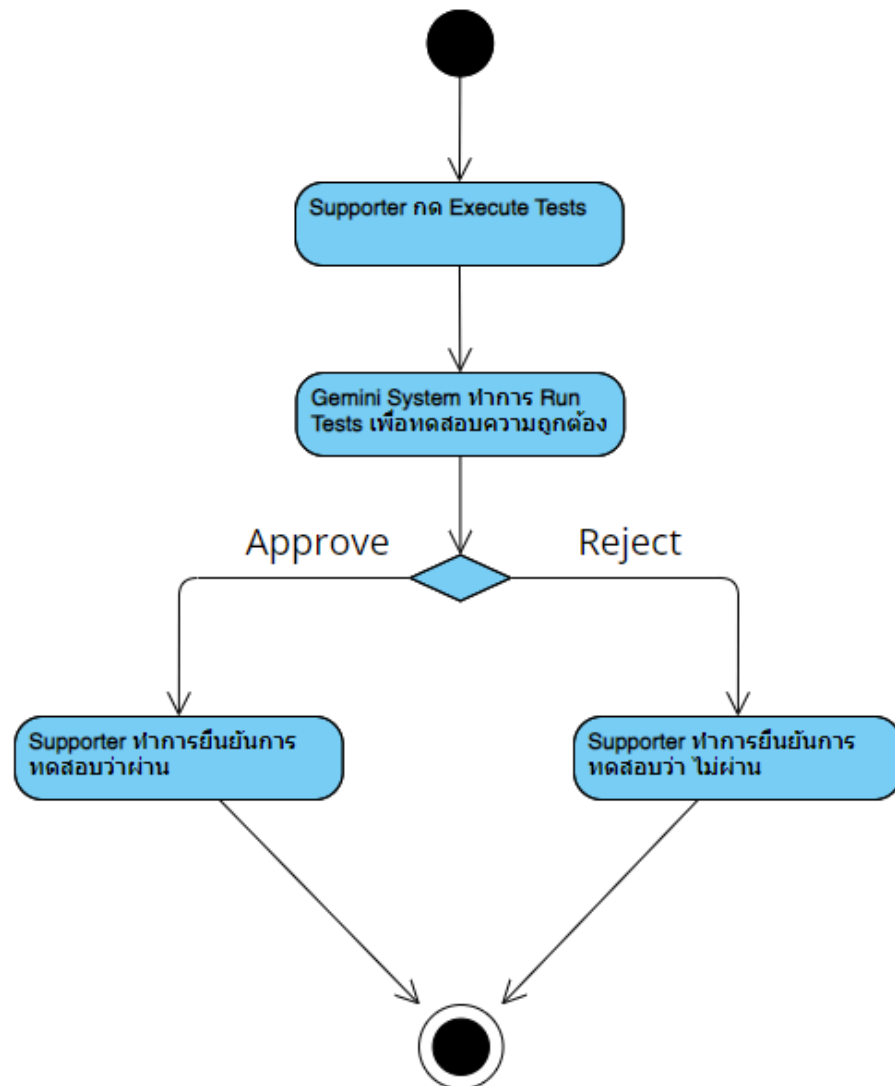 Supporter กด Execute Tests
Gemini System ทำการ Run
Tests เพื่อทดสอบความถูกต้อง
Approve
Reject
Supporter ทำการยืนยันการ
ทดสอบว่าผ่าน
Supporter ทำการยืนยันการ
ทดสอบว่า ไม่ผ่าน